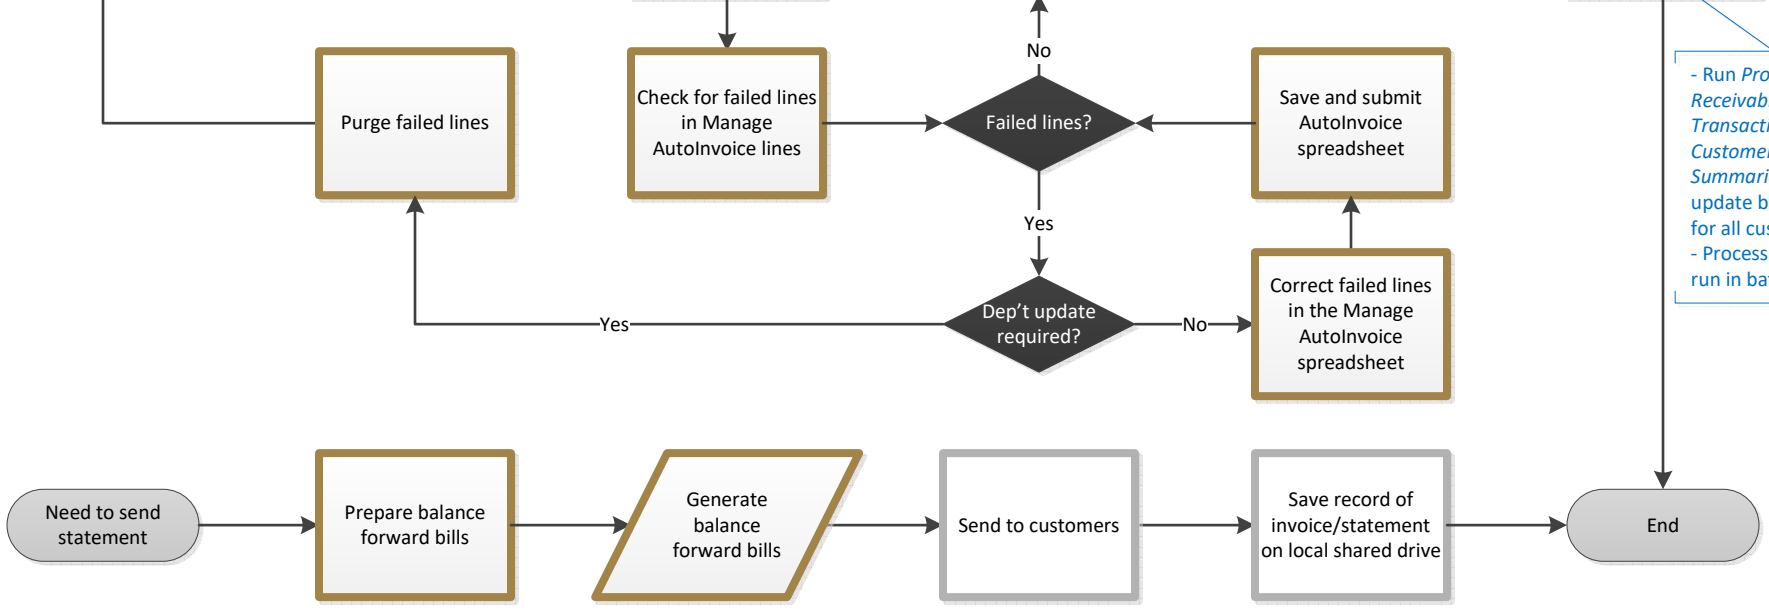 No
- Run
Purge failed lines
Check for failed lines
in Manage
AutoInvoice lines
Failed lines?
Save and submit
AutoInvoice
spreadsheet
update
for all
- Process
run in
Yes
Dep't update
required?
Yes
No
Correct failed lines
in the Manage
AutoInvoice
spreadsheet
Need to send
statement
Prepare balance
forward bills
Generate
balance
forward bills
Send to customers
Save record of
invoice/statement
on local shared drive
End